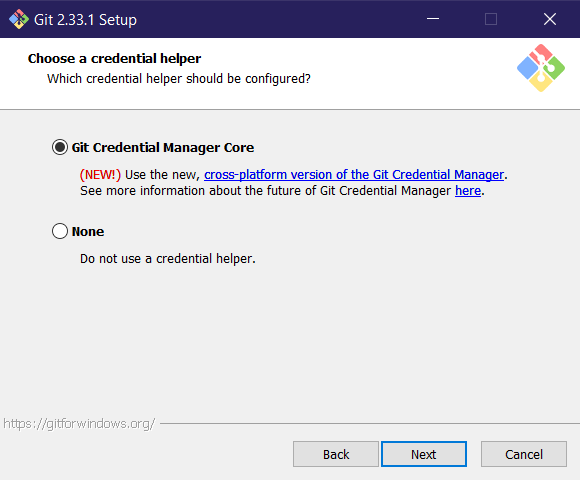 Git 2.33.1 Setup
Choose a credential helper
Which credential helper should be configured?
Git Credential Manager Core
(NEW!) Use the new, cross-platform version of the Git Credential Manager.
See more information about the future of Git Credential Manager here.
None
Do not use a credential helper.
https://gitforwindows.org/
Back Next Cancel